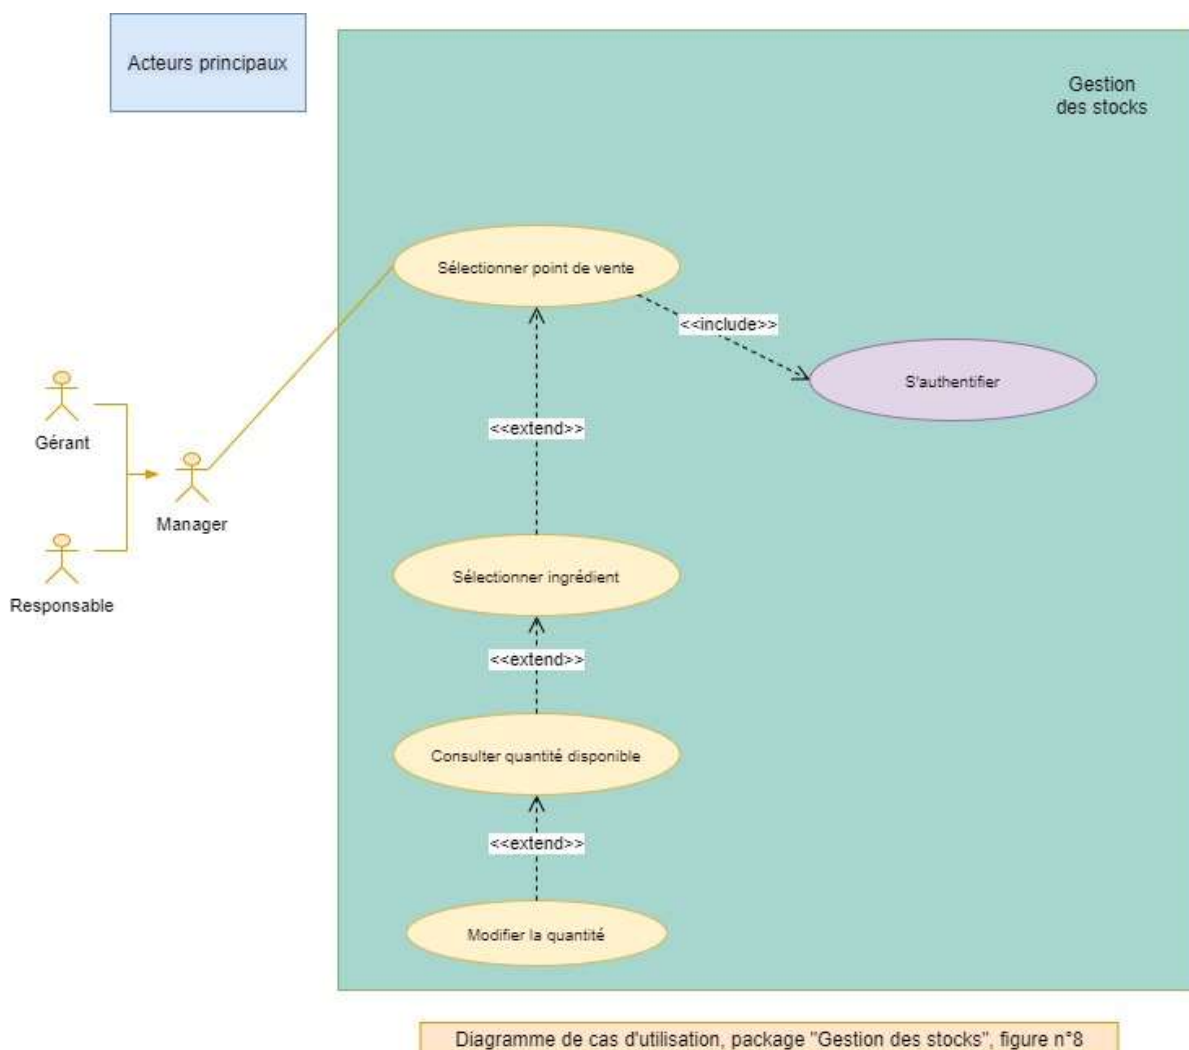 Acteurs principaux
Gestion
des stocks
Sélectionner point de vente
<<include>>
S'authentifier
Gérant
<<extend>>
Manager
Sélectionner ingrédient
Responsable
<<extend>>
Consulter quantité disponible
<<extend>>
Modifier la quantité
Diagramme de cas d'utilisation, package "Gestion des stocks", figure n°8